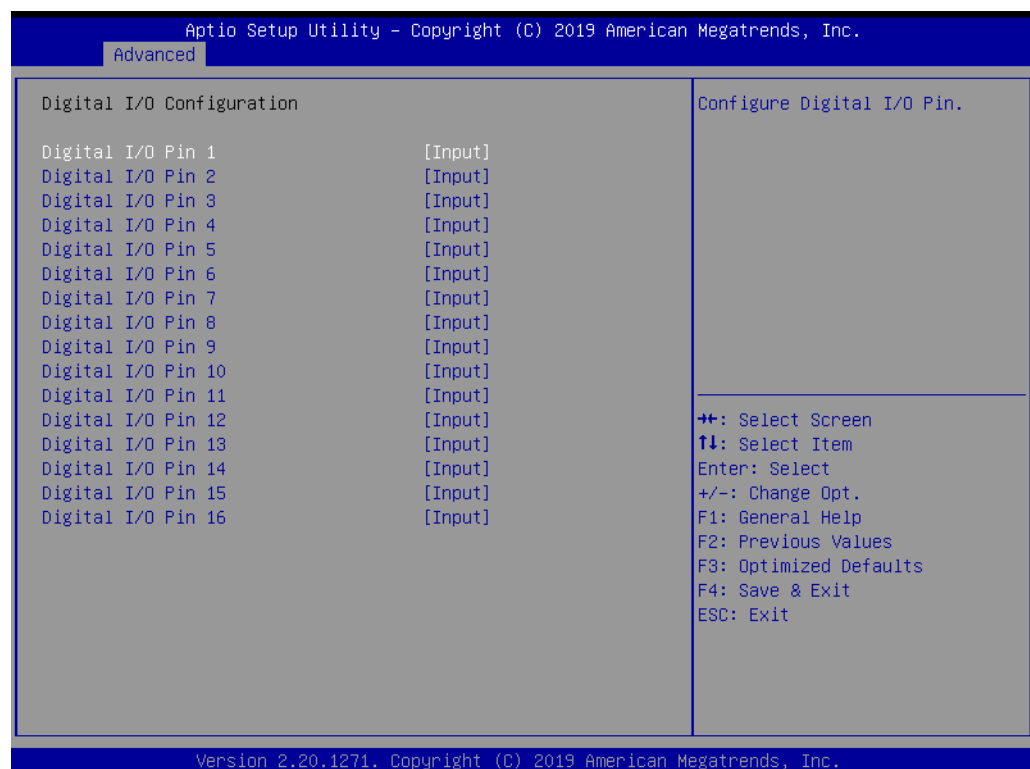 Aptio Setup Utility – Copyright (C) 2019 American Megatrends, Inc.
Advanced
Digital I/O Configuration
Digital I/O Pin 1 [Input]
Digital I/O Pin 2 [Input]
Digital I/O Pin 3 [Input]
Digital I/O Pin 4 [Input]
Digital I/O Pin 5 [Input]
Digital I/O Pin 6 [Input]
Digital I/O Pin 7 [Input]
Digital I/O Pin 8 [Input]
Digital I/O Pin 9 [Input]
Digital I/O Pin 10 [Input]
Digital I/O Pin 11 [Input]
Digital I/O Pin 12 [Input]
Digital I/O Pin 13 [Input]
Digital I/O Pin 14 [Input]
Digital I/O Pin 15 [Input]
Digital I/O Pin 16 [Input]
Configure Digital I/O Pin.
→←: Select Screen
↑↓: Select Item
Enter: Select
+/-: Change Opt.
F1: General Help
F2: Previous Values
F3: Optimized Defaults
F4: Save & Exit
ESC: Exit
Version 2.20.1271. Copyright (C) 2019 American Megatrends, Inc.